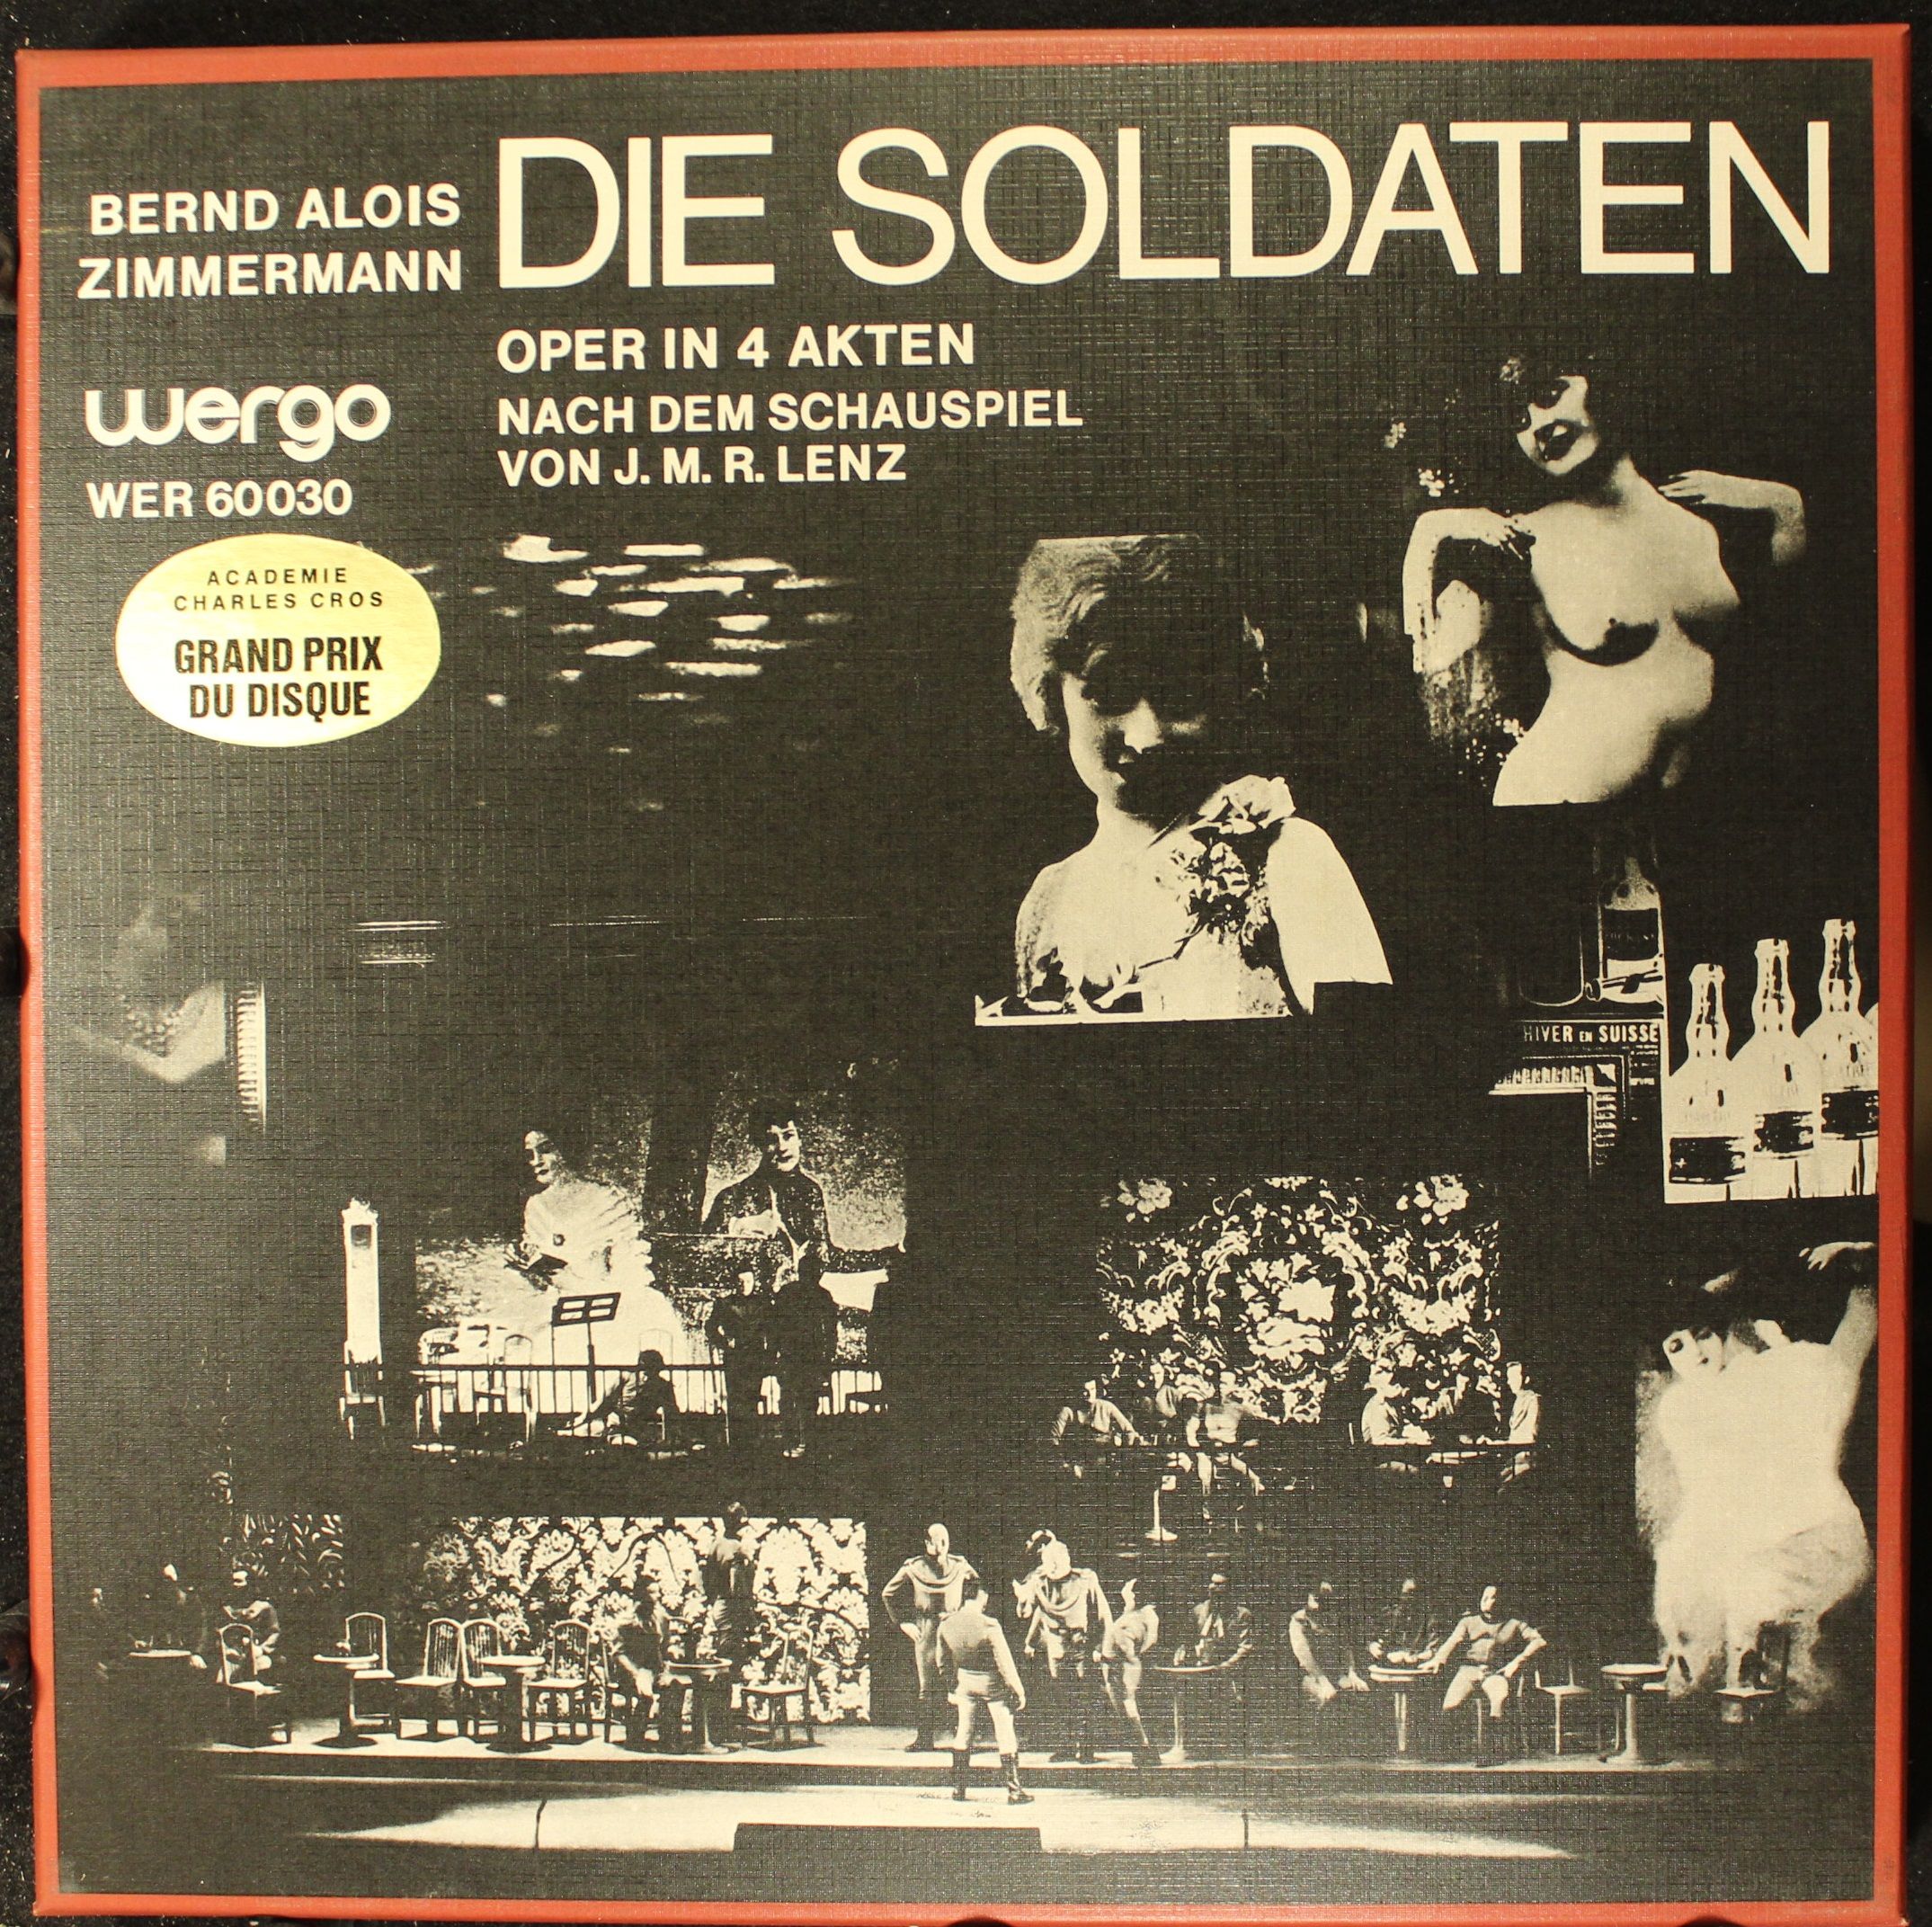 BERND ALOIS
ZIMMERMANN
DIE SOLDATEN
OPER IN 4 AKTEN
NACH DEM SCHAUSPIEL
VON J. M. R. LENZ
wergo
WER 60030
ACADEMIE
CHARLES CROS
GRAND PRIX
DU DISQUE
HIVER EN SUISSE